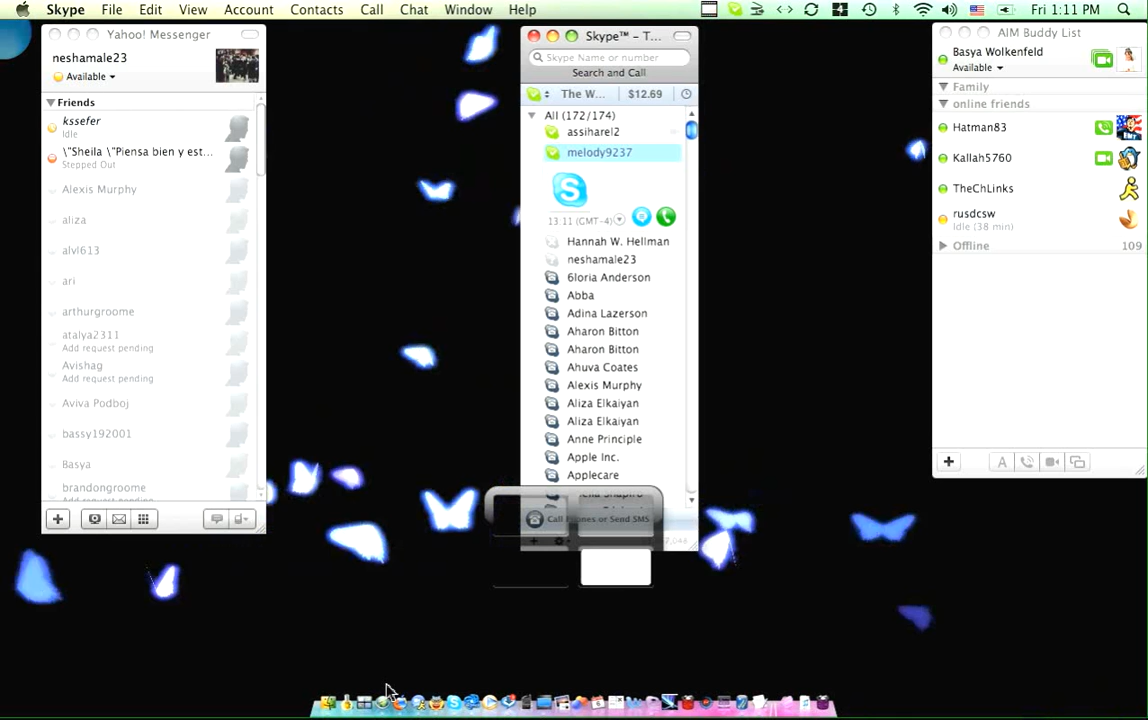 Skype File Edit View Account Contacts Call Chat Window Help Fri 1:11 PM
Yahoo! Messenger
neshamale23
Available
Friends
kssefer
Idle
\"Sheila \"Piensa bien y est...
Stepped Out
Alexis Murphy
aliza
alvl613
ari
arthurgroome
atalya2311
Add request pending
Avishag
Add request pending
Aviva Podboj
bassy192001
Basya
brandongroome
Skype™ – T...
Skype Name or number
Search and Call
The W... $12.69
All (172/174)
assiharel2
melody9237
13:11 (GMT-4)
Hannah W. Hellman
neshamale23
6loria Anderson
Abba
Adina Lazerson
Aharon Bitton
Aharon Bitton
Ahuva Coates
Alexis Murphy
Aliza Elkaiyan
Aliza Elkaiyan
Anne Principle
Apple Inc.
Applecare
Call Phones or Send SMS
AIM Buddy List
Basya Wolkenfeld
Available
Family
online friends
Hatman83
Kallah5760
TheChLinks
rusdcsw
Idle (38 min)
Offline 109
A